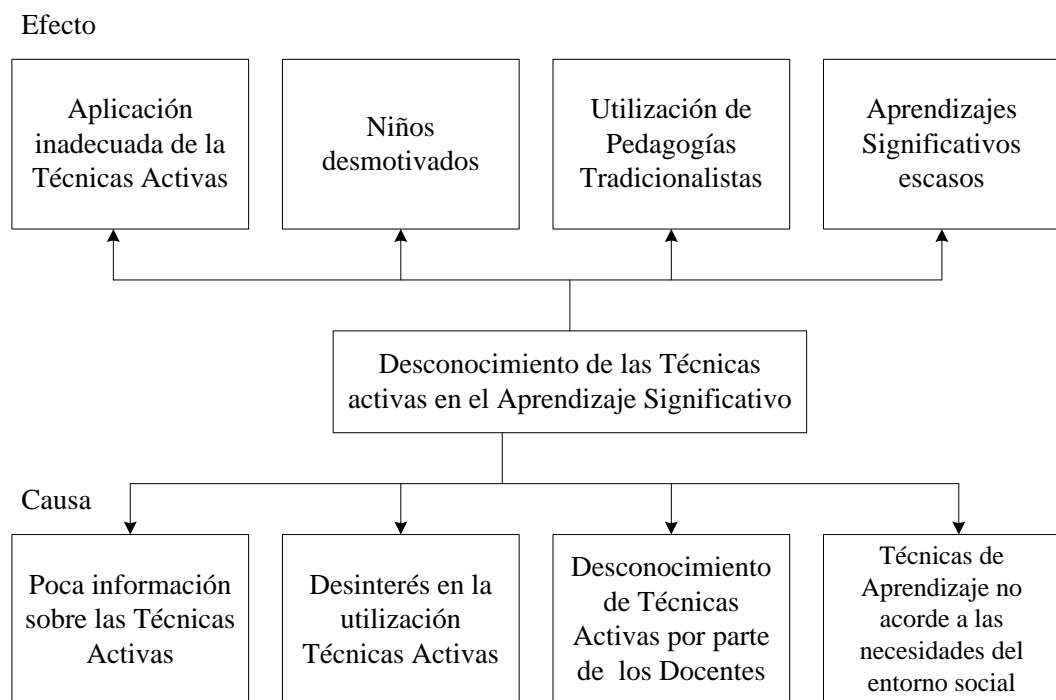 Efecto
Aplicación
inadecuada de la
Técnicas Activas
Niños
desmotivados
Utilización de
Pedagogías
Tradicionalistas
Aprendizajes
Significativos
escasos
Desconocimiento de las Técnicas
activas en el Aprendizaje Significativo
Causa
Poca información
sobre las Técnicas
Activas
Desinterés en la
utilización
Técnicas Activas
Desconocimiento
de Técnicas
Activas por parte
de los Docentes
Técnicas de
Aprendizaje no
acorde a las
necesidades del
entorno social